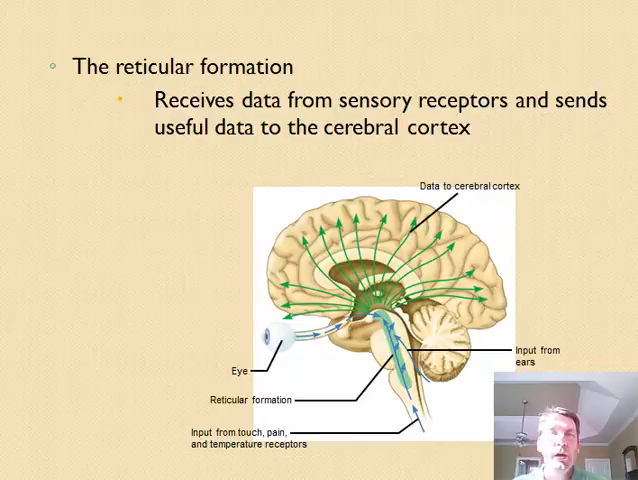 The reticular formation
Receives data from sensory receptors and sends
useful data to the cerebral cortex
Data to cerebral cortex
Input from
ears
Eye
Reticular formation
Input from touch, pain,
and temperature receptors